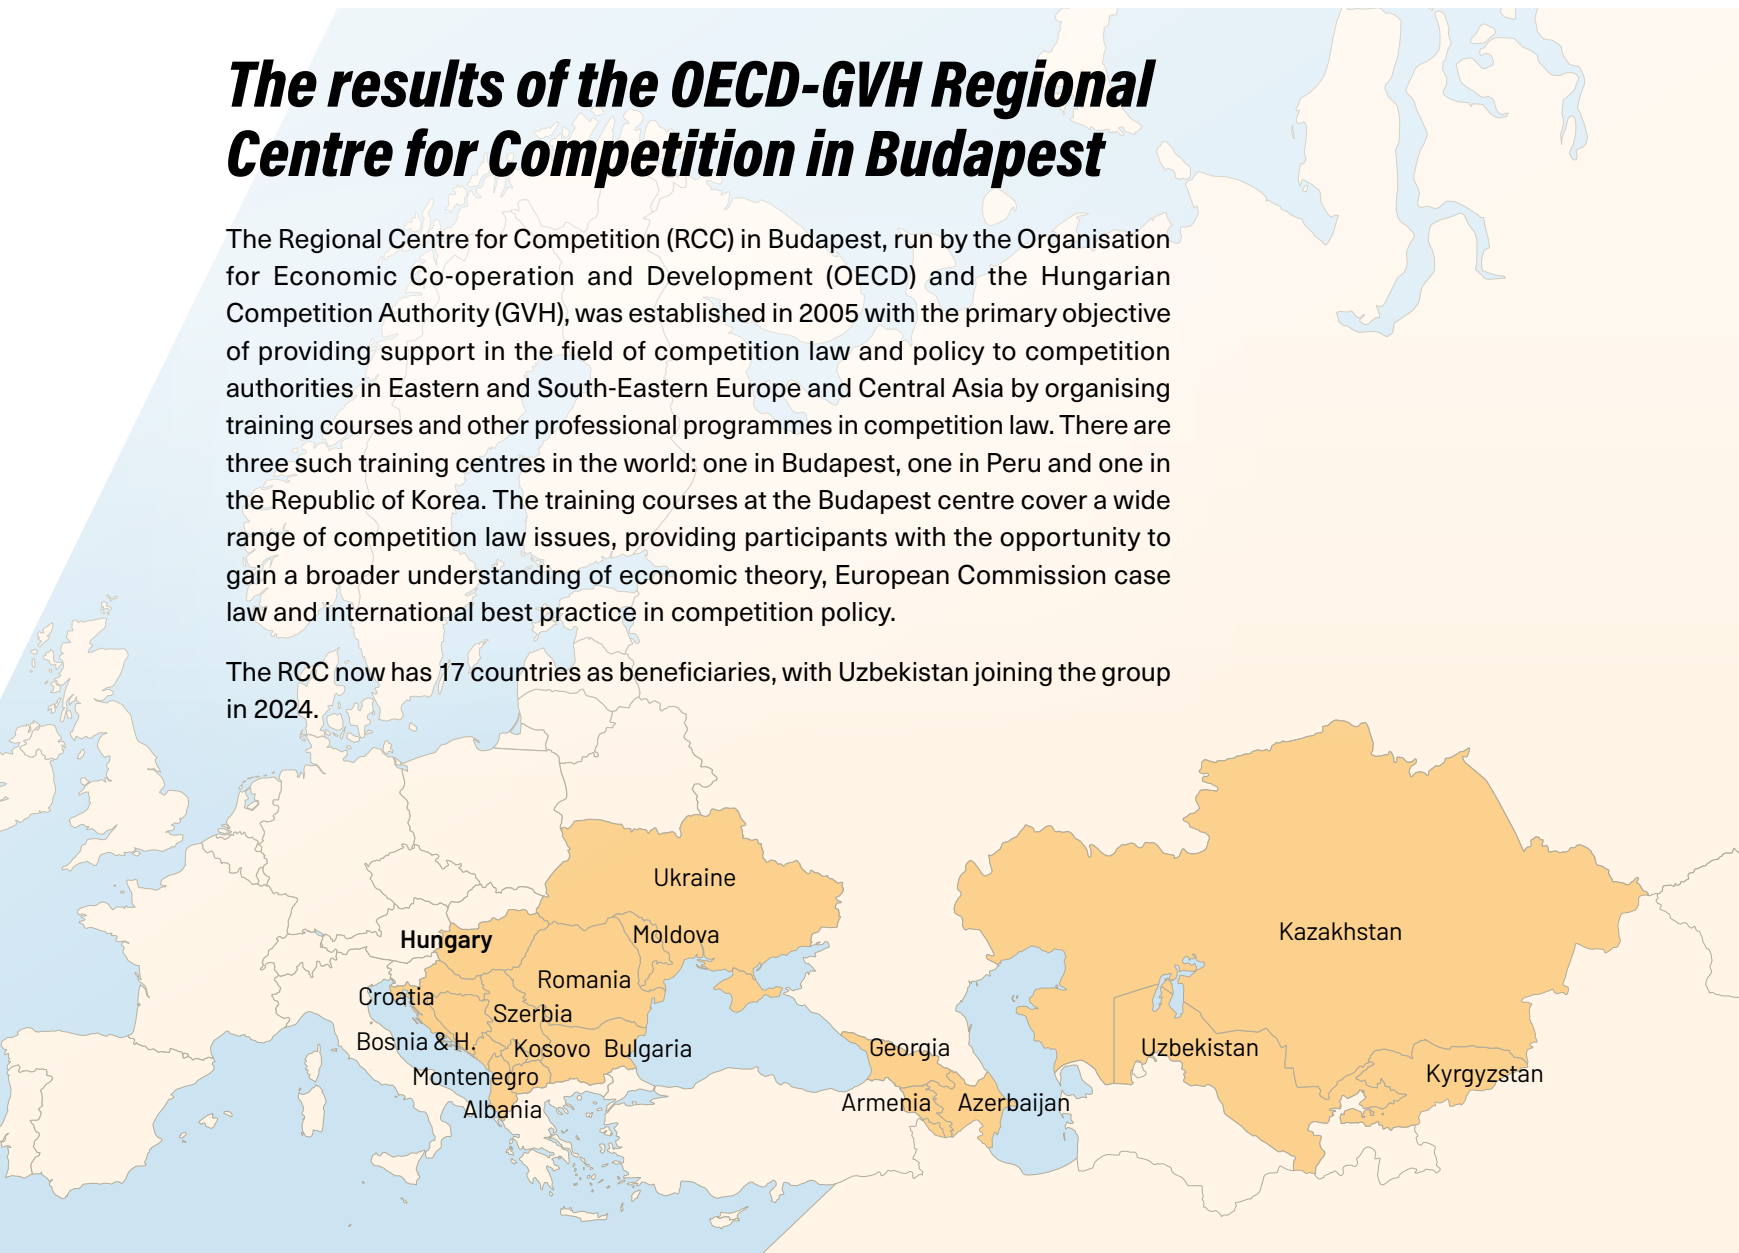 The results of the OECD-GVH Regional
Centre for Competition in Budapest
The Regional Centre for Competition (RCC) in Budapest, run by the Organisation
for Economic Co-operation and Development (OECD) and the Hungarian
Competition Authority (GVH), was established in 2005 with the primary objective
of providing support in the field of competition law and policy to competition
authorities in Eastern and South-Eastern Europe and Central Asia by organising
training courses and other professional programmes in competition law. There are
three such training centres in the world: one in Budapest, one in Peru and one in
the Republic of Korea. The training courses at the Budapest centre cover a wide
range of competition law issues, providing participants with the opportunity to
gain a broader understanding of economic theory, European Commission case
law and international best practice in competition policy.
The RCC now has 17 countries as beneficiaries, with Uzbekistan joining the group
in 2024.
Ukraine
Kazakhstan
Hungary
Moldova
Romania
Croatia
Szerbia
Bosnia & H.
Kosovo
Bulgaria
Georgia
Uzbekistan
Montenegro
Kyrgyzstan
Albania
Armenia
Azerbaijan